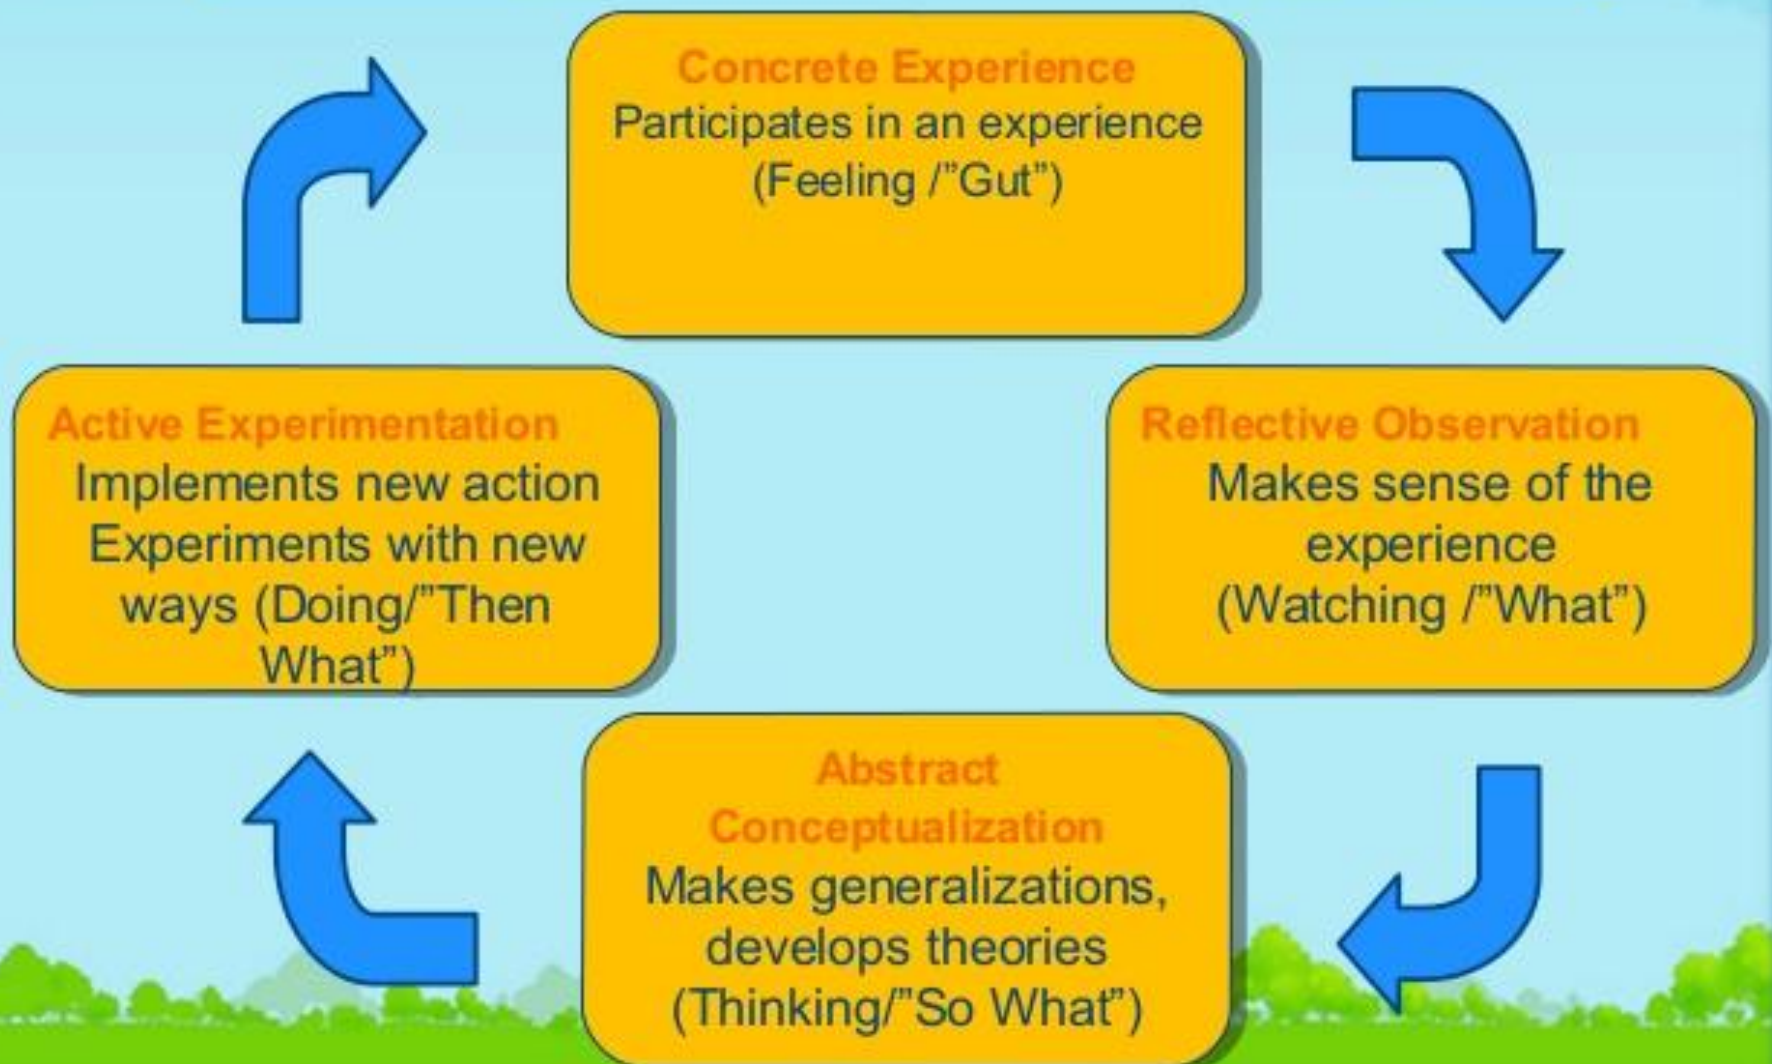 Concrete Experience
Participates in an experience
(Feeling /"Gut")
Reflective Observation
Makes sense of the
experience
(Watching /"What")
Abstract
Conceptualization
Makes generalizations,
develops theories
(Thinking/"So What")
Active Experimentation
Implements new action
Experiments with new
ways (Doing/"Then
What")